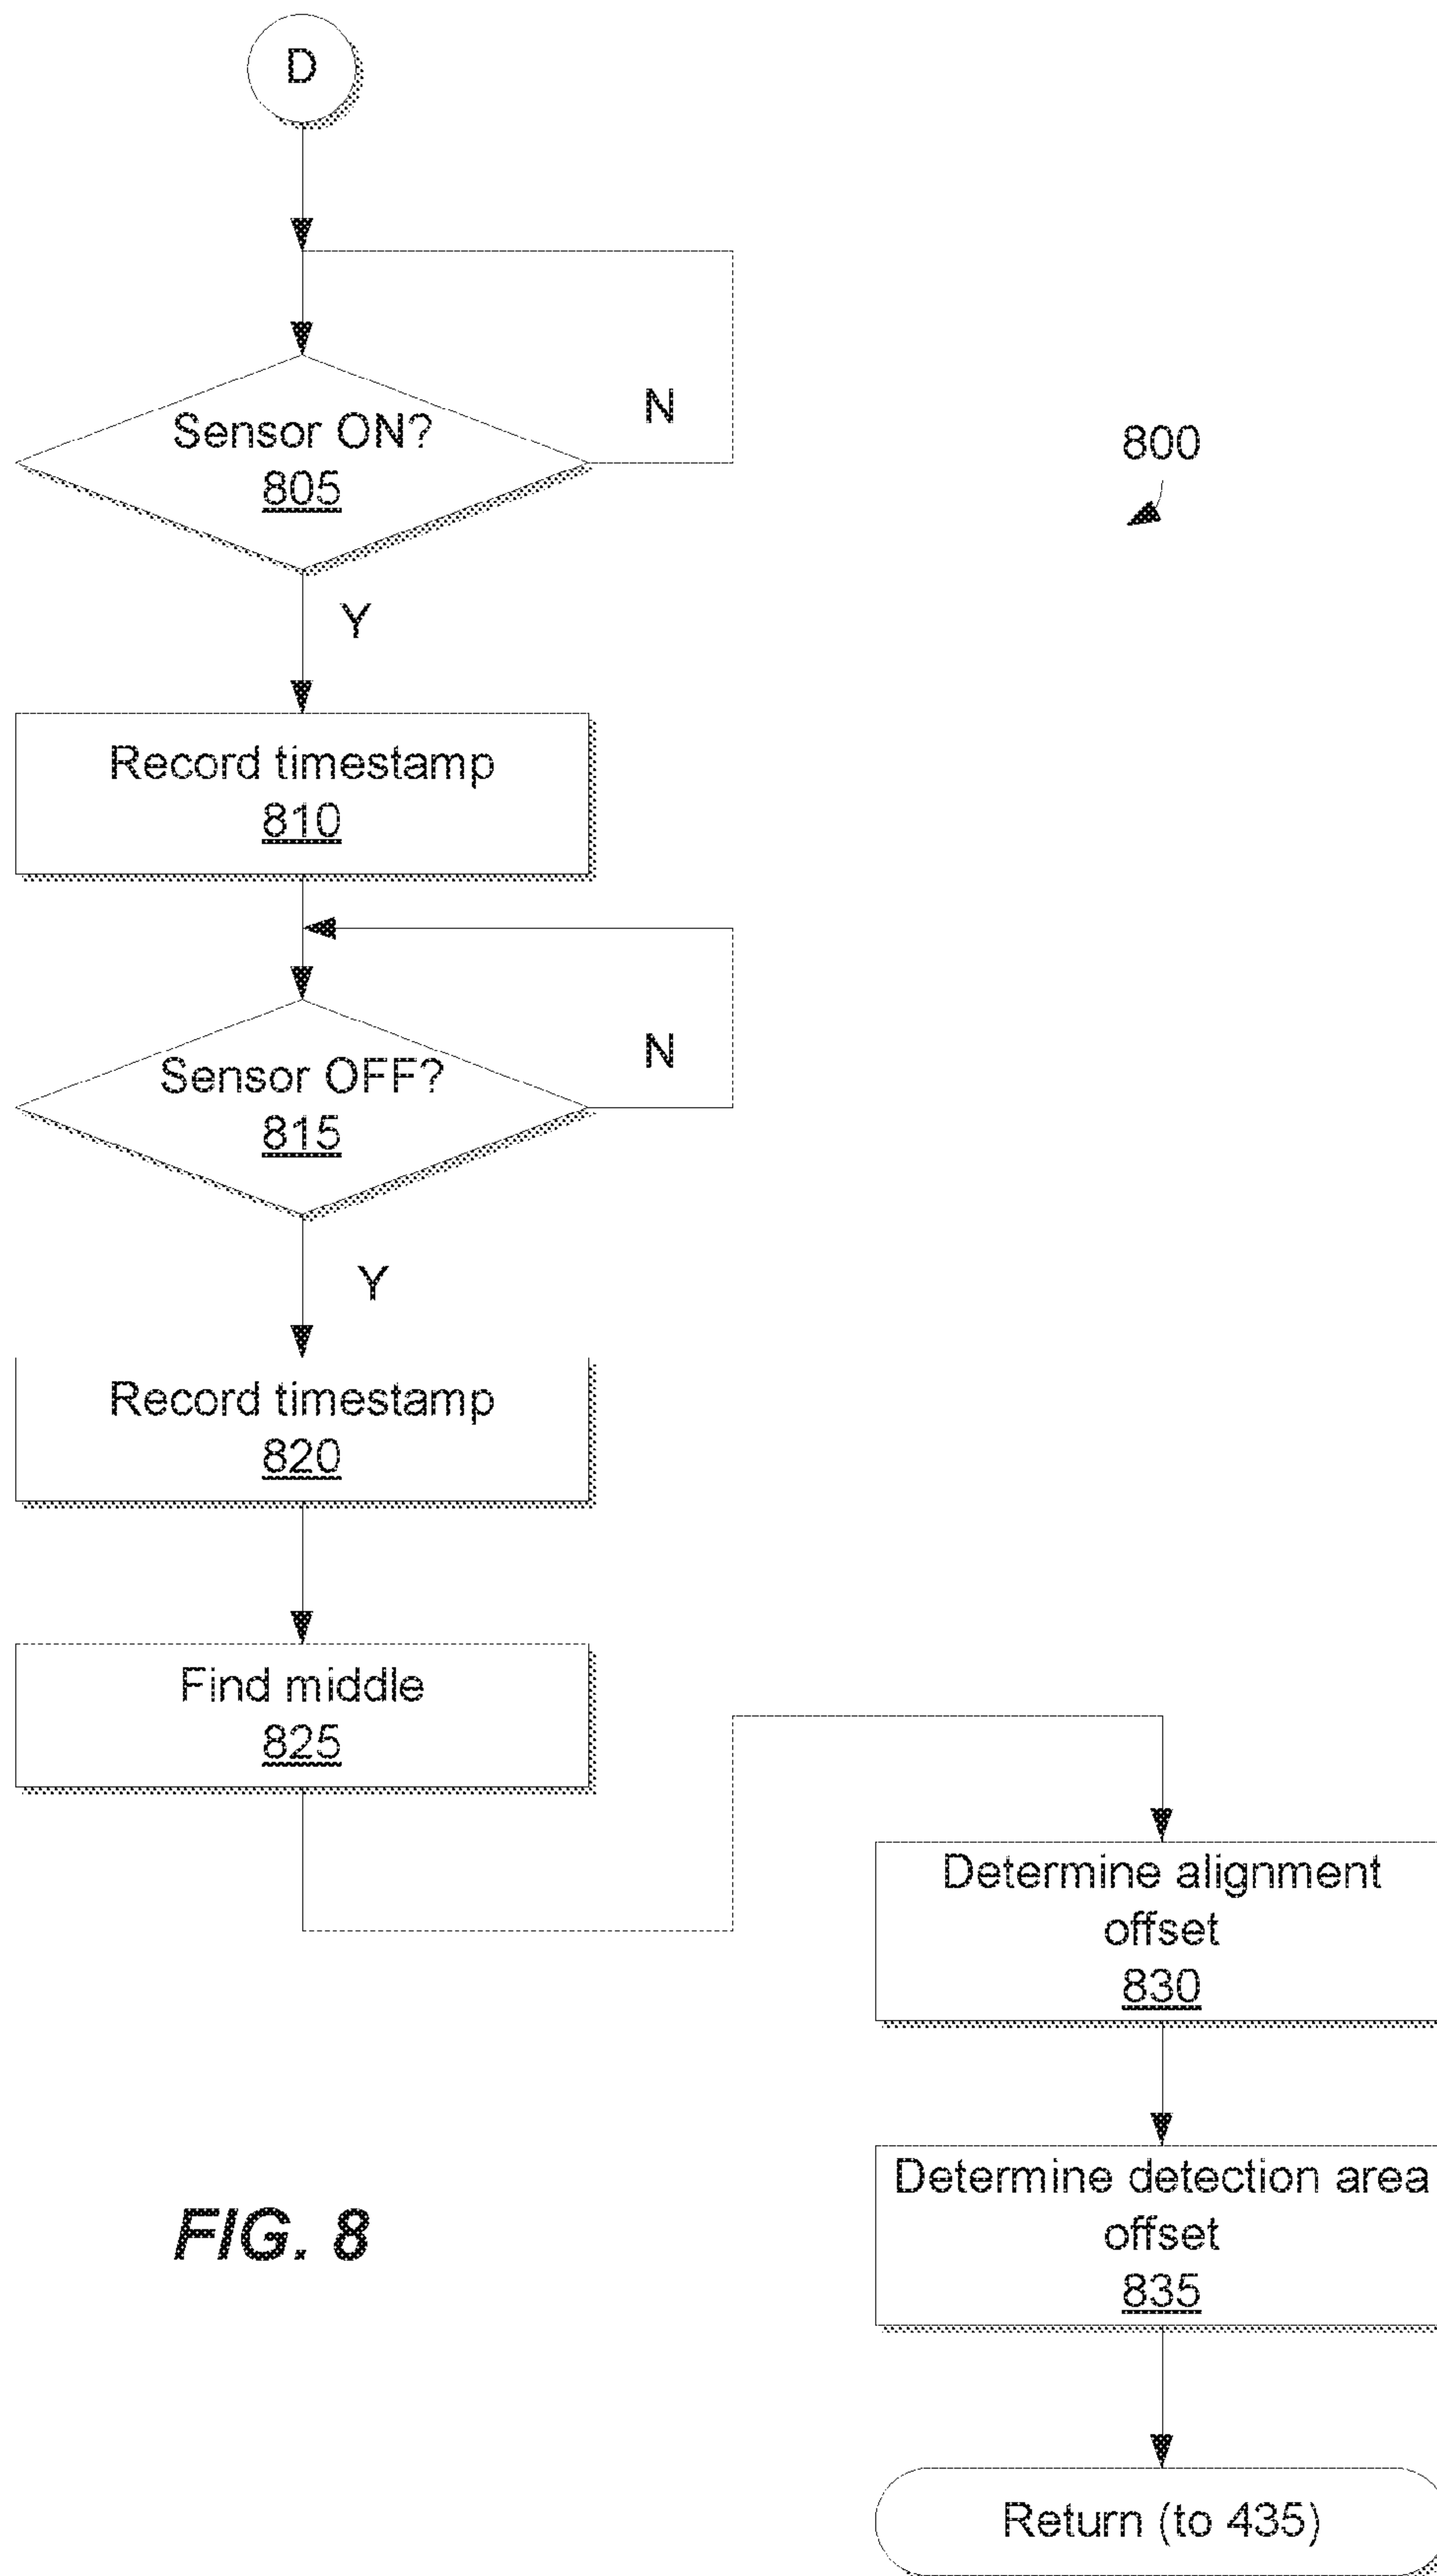 D
Sensor ON?
805
N
800
Y
Record timestamp
810
Sensor OFF?
815
N
Y
Record timestamp
820
Find middle
825
Determine alignment
offset
830
Determine detection area
offset
835
Return (to 435)
FIG. 8